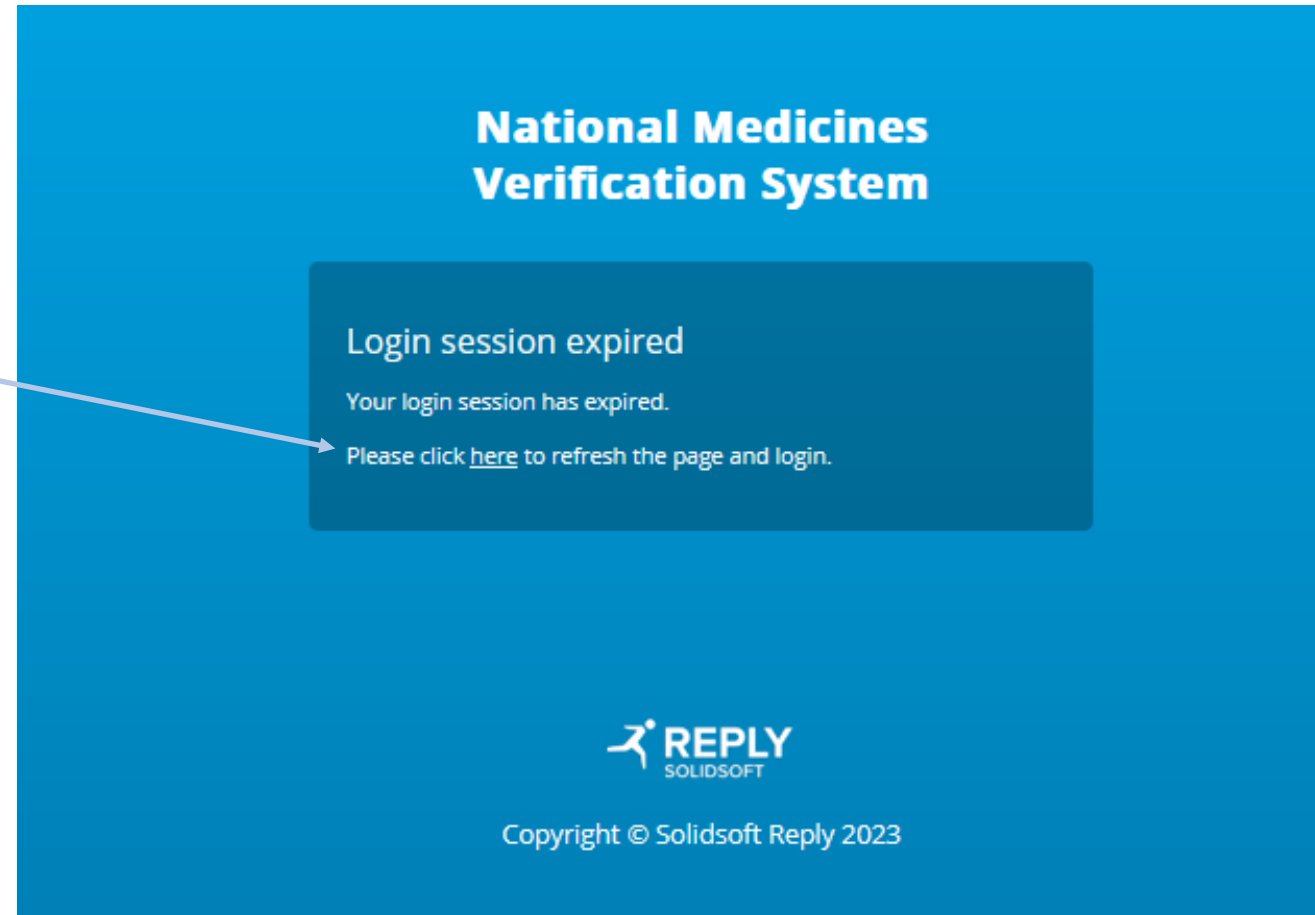 National Medicines
Verification System
Login session expired
Your login session has expired.
Please click here to refresh the page and login.
REPLY
SOLIDSOFT
Copyright © Solidsoft Reply 2023